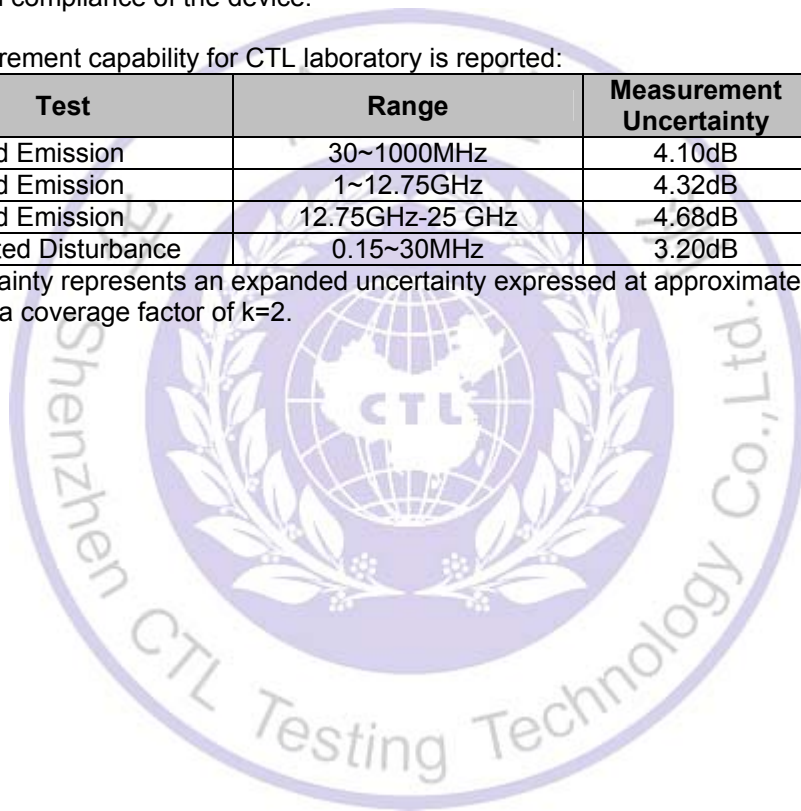 compliance of the device.
rement capability for CTL laboratory is reported:
Test Range Measurement Uncertainty
d Emission 30~1000MHz 4.10dB
d Emission 1~12.75GHz 4.32dB
d Emission 12.75GHz-25 GHz 4.68dB
ted Disturbance 0.15~30MHz 3.20dB
ainty represents an expanded uncertainty expressed at approximate
a coverage factor of k=2.
CTL
Shenzhen CTL Testing Technology Co.,Ltd.